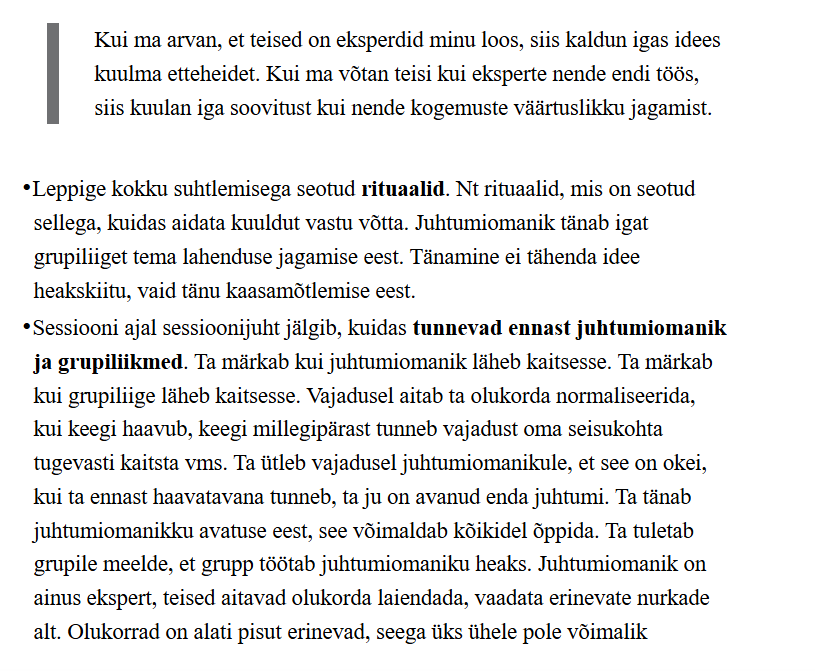 Kui ma arvan, et teised on eksperdid minu loos, siis kaldun igas idees
kuulma etteheidet. Kui ma võtan teisi kui eksperte nende endi töös,
siis kuulan iga soovitust kui nende kogemuste väärtuslikku jagamist.
•Leppige kokku suhtlemisega seotud rituaalid. Nt rituaalid, mis on seotud
sellega, kuidas aidata kuuldut vastu võtta. Juhtumiomanik tänab igat
grupiliiget tema lahenduse jagamise eest. Tänamine ei tähenda idee
heakskiitu, vaid tänu kaasamõtlemise eest.
•Sessiooni ajal sessioonijuht jälgib, kuidas tunnevad ennast juhtumiomanik
ja grupiliikmed. Ta märkab kui juhtumiomanik läheb kaitsesse. Ta märkab
kui grupiliige läheb kaitsesse. Vajadusel aitab ta olukorda normaliseerida,
kui keegi haavub, keegi millegipärast tunneb vajadust oma seisukohta
tugevasti kaitsta vms. Ta ütleb vajadusel juhtumiomanikule, et see on okei,
kui ta ennast haavatavana tunneb, ta ju on avanud enda juhtumi. Ta tänab
juhtumiomanikku avatuse eest, see võimaldab kõikidel õppida. Ta tuletab
grupile meelde, et grupp töötab juhtumiomaniku heaks. Juhtumiomanik on
ainus ekspert, teised aitavad olukorda laiendada, vaadata erinevate nurkade
alt. Olukorrad on alati pisut erinevad, seega üks ühele pole võimalik